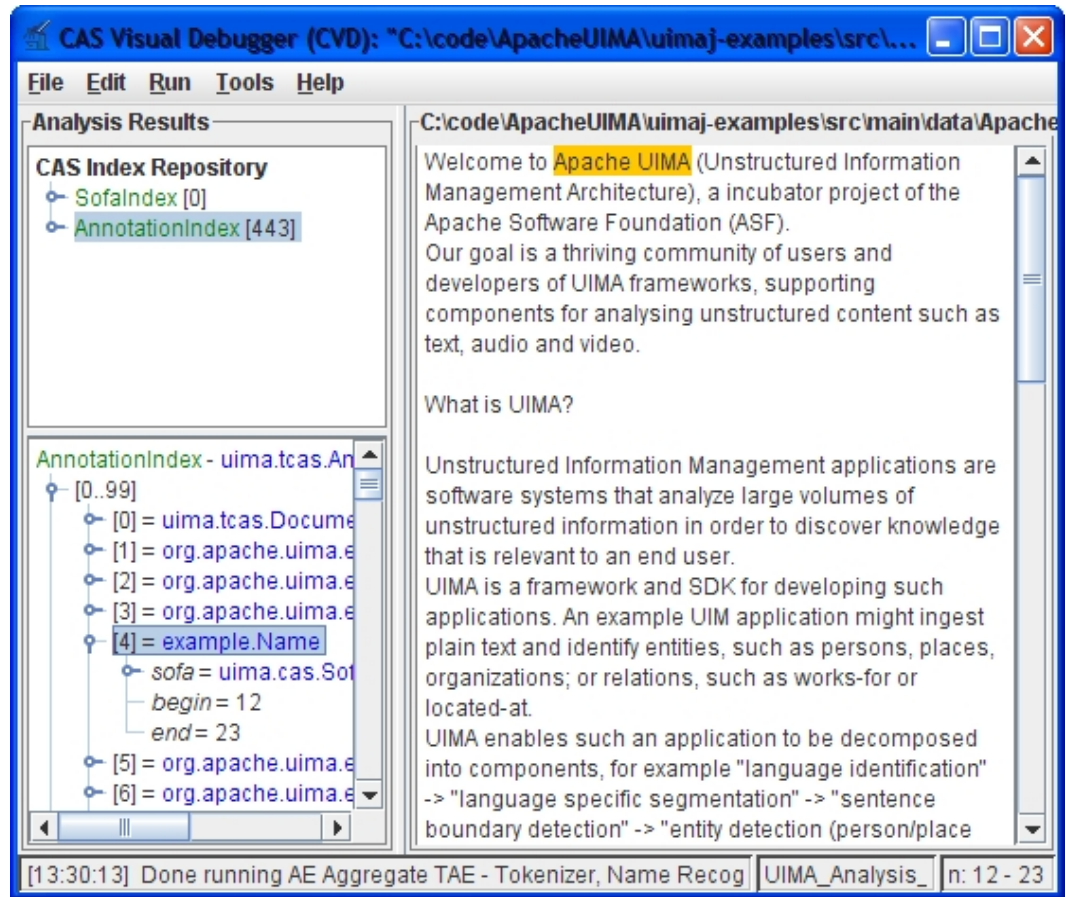 CAS Visual Debugger (CVD): "C:\code\ApacheUIMA\uimaj-examples\src\...
File Edit Run Tools Help
Analysis Results
CAS Index Repository
SofaIndex [0]
AnnotationIndex [443]
AnnotationIndex - uima.tcas.An
[0..99]
[0] = uima.tcas.Docume
[1] = org.apache.uima.e
[2] = org.apache.uima.e
[3] = org.apache.uima.e
[4] = example.Name
sofa = uima.cas.Sof
begin = 12
end = 23
[5] = org.apache.uima.e
[6] = org.apache.uima.e
C:\code\ApacheUIMA\uimaj-examples\src\main\data\Apache
Welcome to Apache UIMA (Unstructured Information
Management Architecture), a incubator project of the
Apache Software Foundation (ASF).
Our goal is a thriving community of users and
developers of UIMA frameworks, supporting
components for analysing unstructured content such as
text, audio and video.
What is UIMA?
Unstructured Information Management applications are
software systems that analyze large volumes of
unstructured information in order to discover knowledge
that is relevant to an end user.
UIMA is a framework and SDK for developing such
applications. An example UIM application might ingest
plain text and identify entities, such as persons, places,
organizations; or relations, such as works-for or
located-at.
UIMA enables such an application to be decomposed
into components, for example "language identification"
-> "language specific segmentation" -> "sentence
boundary detection" -> "entity detection (person/place
[13:30:13] Done running AE Aggregate TAE - Tokenizer, Name Recog
UIMA_Analysis_
n: 12 - 23